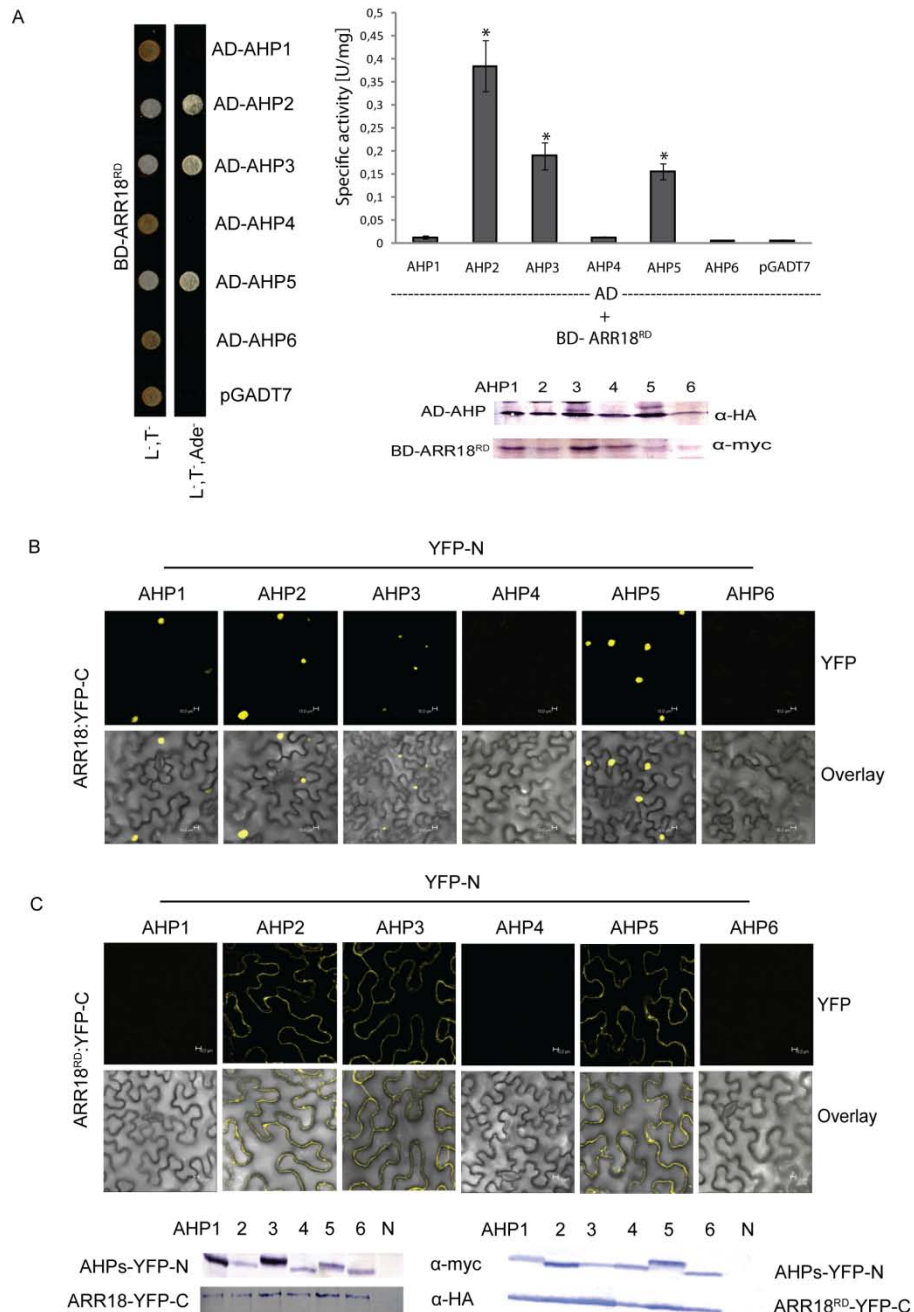 A
BD-ARR18RD
AD-AHP1
AD-AHP2
AD-AHP3
AD-AHP4
AD-AHP5
AD-AHP6
pGADT7
L-,T-
L-,T-,Ade-
Specific activity [U/mg]
0,5
0,45
0,4
0,35
0,3
0,25
0,2
0,15
0,1
0,05
0
*
*
*
AHP1 AHP2 AHP3 AHP4 AHP5 AHP6 pGADT7
AD
+
BD- ARR18RD
AHP1 2 3 4 5 6
AD-AHP α-HA
BD-ARR18RD α-myc
B
YFP-N
AHP1 AHP2 AHP3 AHP4 AHP5 AHP6
ARR18:YFP-C
YFP
Overlay
C
YFP-N
AHP1 AHP2 AHP3 AHP4 AHP5 AHP6
ARR18RD:YFP-C
YFP
Overlay
AHP1 2 3 4 5 6 N AHP1 2 3 4 5 6 N
AHPs-YFP-N α-myc AHPs-YFP-N
ARR18-YFP-C α-HA ARR18RD-YFP-C